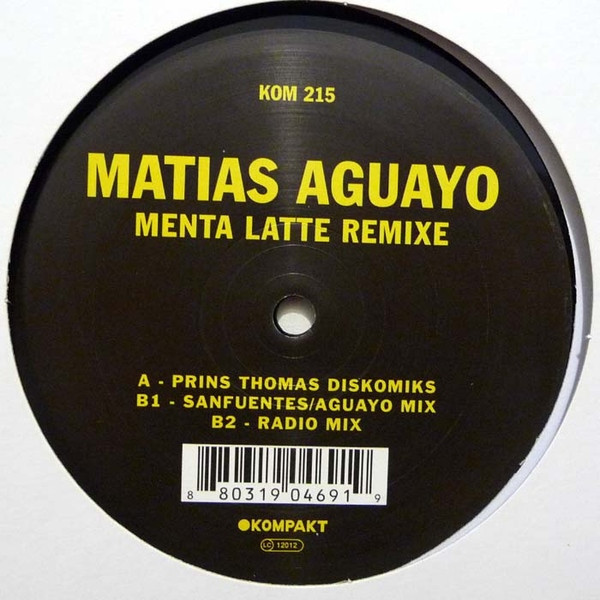 KOM 215
MATIAS AGUAYO
MENTA LATTE REMIXE
A - PRINS THOMAS DISKOMIKS
B1 - SANFUENTES/AGUAYO MIX
B2 - RADIO MIX
8 80319 04691 9
KOMPAKT
LC 12012